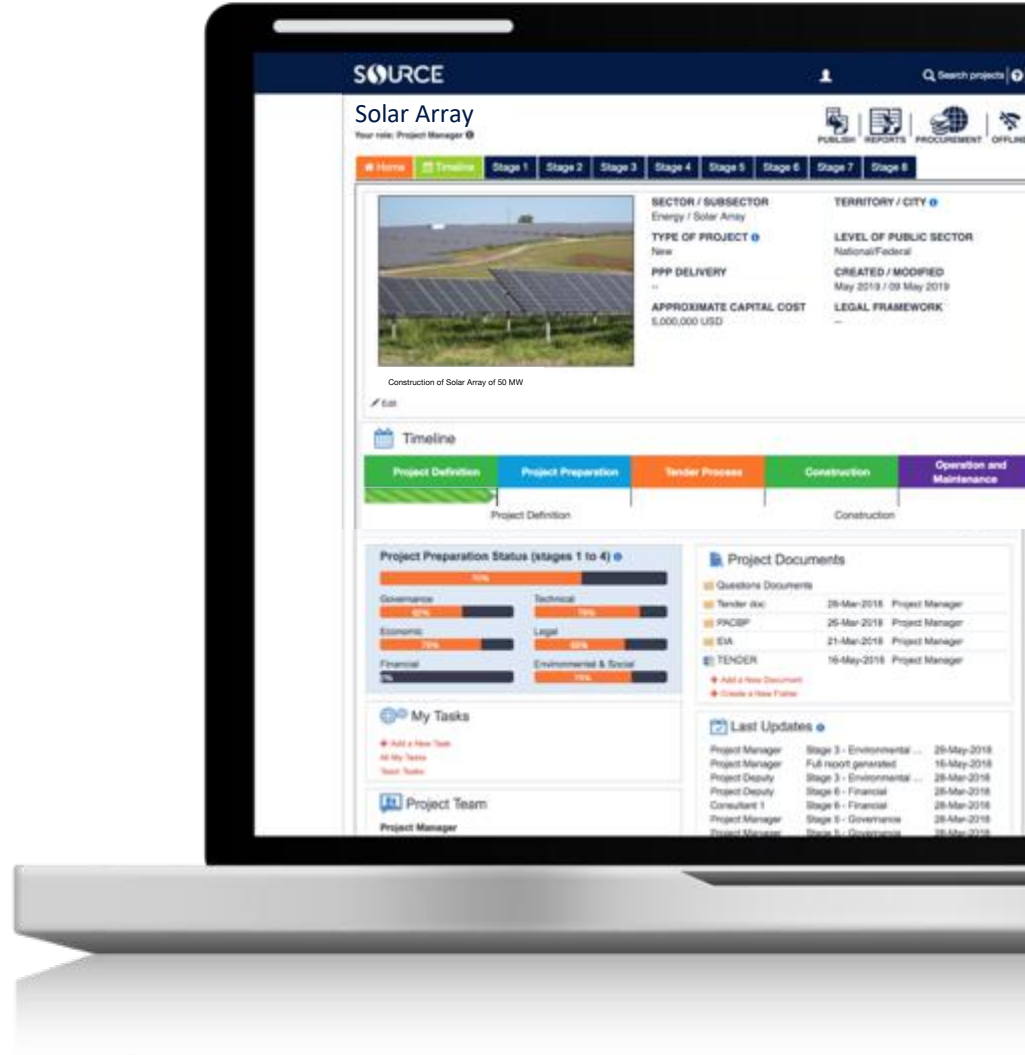 SOURCE
Search projects
Solar Array
Your role: Project Manager
PUBLISH
REPORTS
PROCUREMENT
OFFLINE
Home
Timeline
Stage 1
Stage 2
Stage 3
Stage 4
Stage 5
Stage 6
Stage 7
Stage 8
SECTOR / SUBSECTOR
Energy / Solar Array
TERRITORY / CITY
TYPE OF PROJECT
New
LEVEL OF PUBLIC SECTOR
National/Federal
PPP DELIVERY
--
CREATED / MODIFIED
May 2019 / 09 May 2019
APPROXIMATE CAPITAL COST
5,000,000 USD
LEGAL FRAMEWORK
--
Construction of Solar Array of 50 MW
Edit
Timeline
Project Definition
Project Preparation
Tender Process
Construction
Operation and
Maintenance
Project Definition
Construction
Project Preparation Status (stages 1 to 4)
70%
Governance
Technical
Economic
Legal
Financial
Environmental & Social
My Tasks
Add a New Task
All My Tasks
Team Tasks
Project Team
Project Manager
Project Documents
Questions Documents
Tender doc 28-Mar-2018 Project Manager
26-Mar-2018 Project Manager
EIA 21-Mar-2018 Project Manager
TENDER 16-May-2018 Project Manager
Add a New Document
Create a New Folder
Last Updates
Project Manager Stage 3 - Environmental ... 29-May-2018
Project Manager Full report generated 16-May-2018
Project Deputy Stage 3 - Environmental ... 28-Mar-2018
Project Deputy Stage 6 - Financial 28-Mar-2018
Consultant 1 Stage 6 - Financial 28-Mar-2018
Project Manager Stage 5 - Governance 28-Mar-2018
Project Manager Stage 5 - Governance 28-Mar-2018